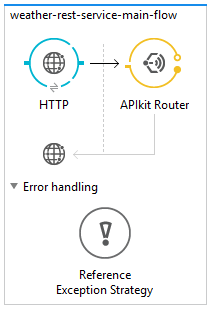 weather-rest-service-main-flow
HTTP
APIkit Router
Error handling
Reference
Exception Strategy